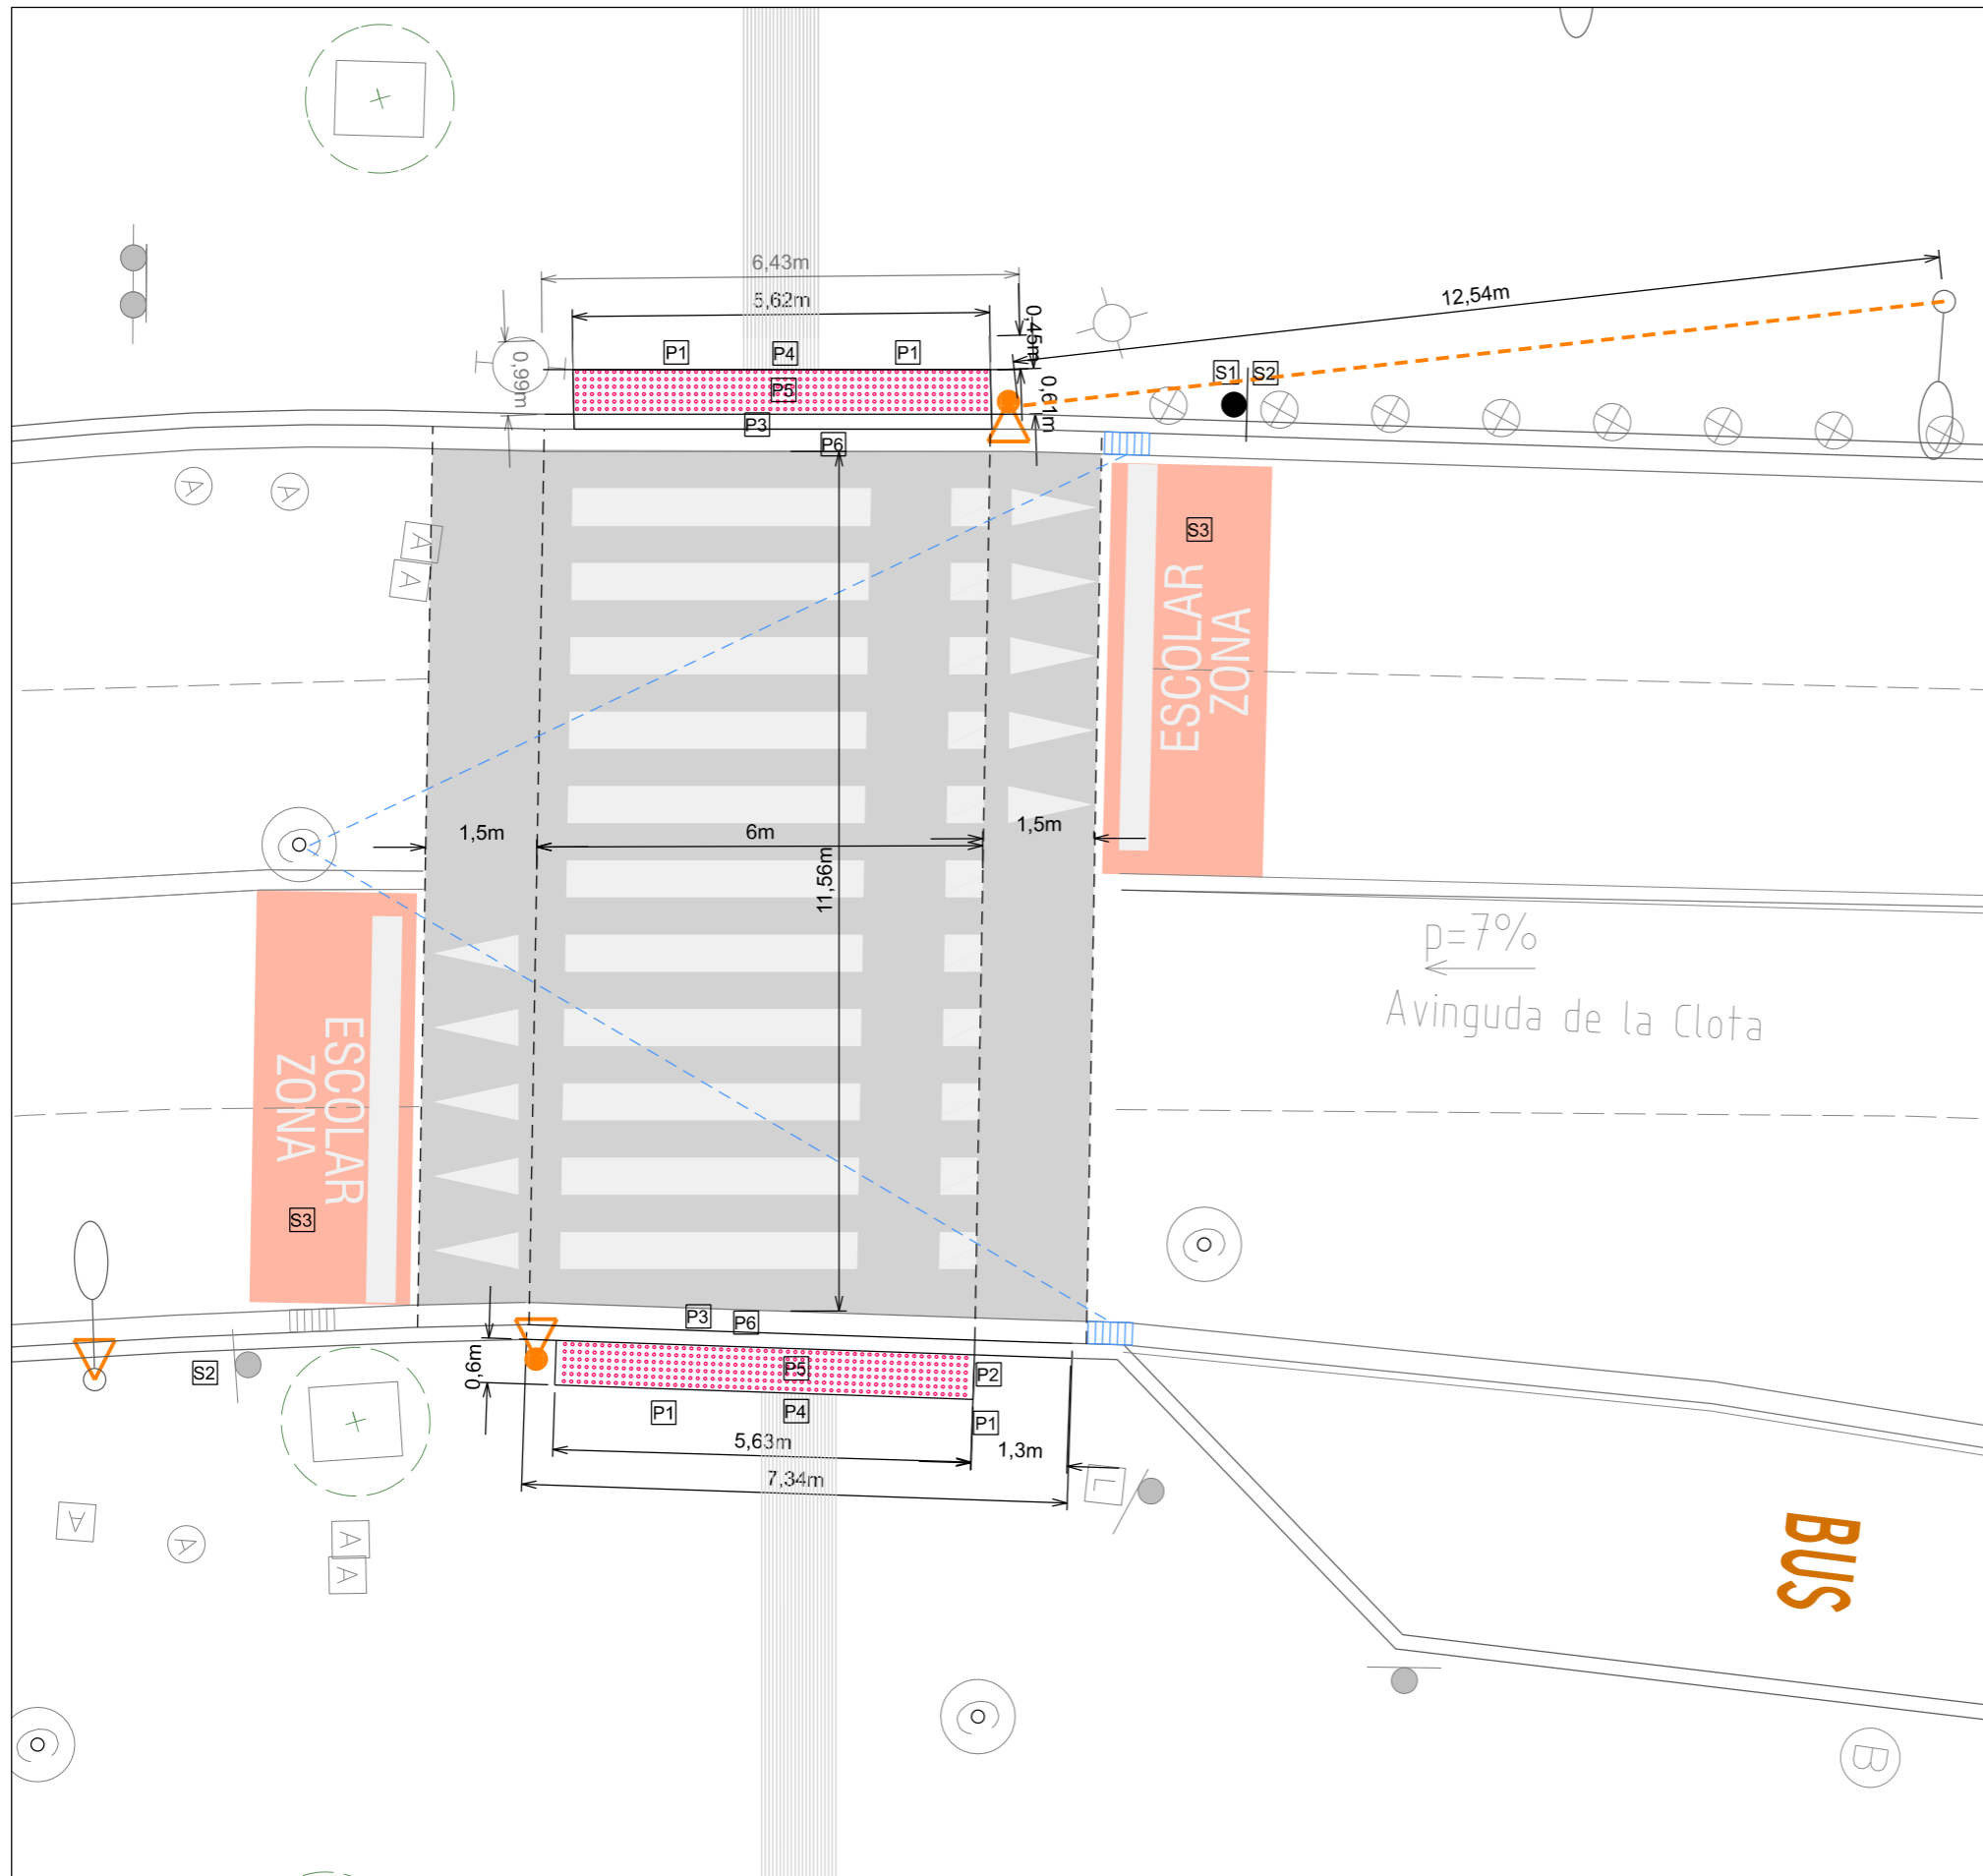 6,43m
5,62m
0,45m
12,54m
P1
P4
P1
0,99m
P5
0,61m
S1
S2
P3
P6
A
A
A
A
S3
ESCOLAR
ZONA
1,5m
6m
1,5m
11,56m
p=7%
Avinguda de la Clota
ESCOLAR
ZONA
S3
P3
P6
S2
0,6m
P5
P2
P1
P4
P1
5,63m
1,3m
7,34m
L
A
A
A
A
BUS
B